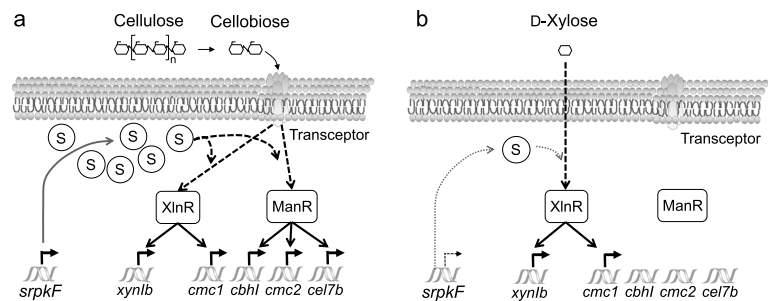 a
Cellulose
Cellobiose
n
Transceptor
S
S
S
S
S
S
XlnR
ManR
srpkF
xynIb
cmc1
cbhI
cmc2
cel7b
b
D-Xylose
Transceptor
S
XlnR
ManR
srpkF
xynIb
cmc1
cbhI
cmc2
cel7b